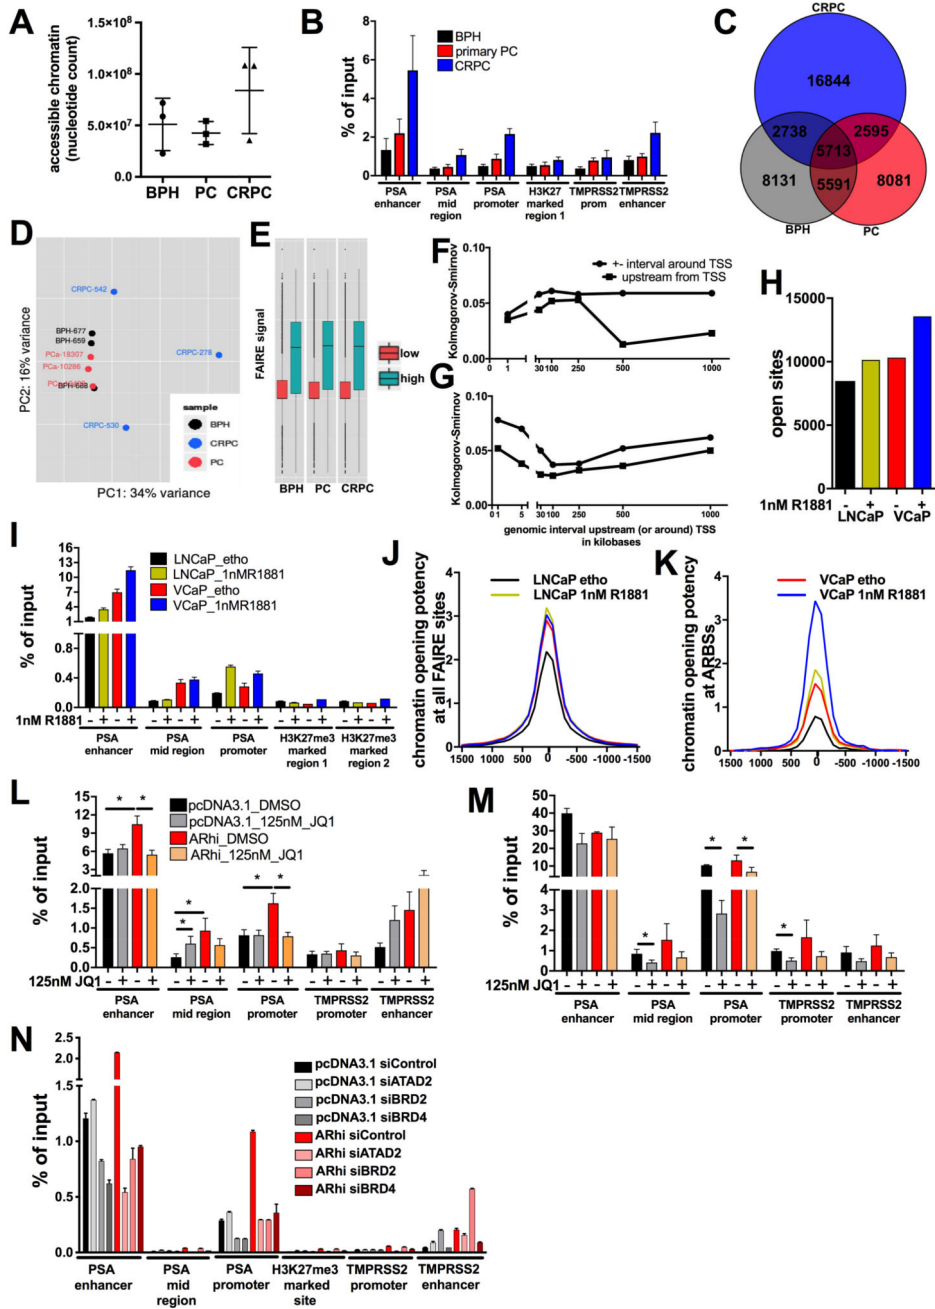 A
accessible chromatin
(nucleotide count)
1.5×10⁸
1.0×10⁸
5.0×10⁷
0
BPH PC CRPC
B
% of input
8
6
4
2
0
BPH
primary PC
CRPC
PSA
enhancer
PSA
mid
region
PSA
promoter
H3K27
marked
region 1
TMPRSS2
prom
TMPRSS2
enhancer
C
CRPC
16844
2738
2595
5713
8131
5591
8081
BPH
PC
D
PC2: 16% variance
CRPC-542
BPH-677
BPH-659
PCa-18307
PCa-10286
BPH-688
CRPC-278
CRPC-530
sample
BPH
CRPC
PC
PC1: 34% variance
E
FAIRE signal
low
high
BPH PC CRPC
F
Kolmogorov-Smirnov
0.10
0.05
0.00
+- interval around TSS
upstream from TSS
1 30 100 250 500 1000
G
Kolmogorov-Smirnov
0.10
0.05
0.00
0 1 5 30 100 250 500 1000
genomic interval upstream (or around) TSS
in kilobases
H
open sites
15000
10000
5000
0
1nM R1881 - + - +
LNCaP VCaP
I
% of input
16
13
10
7
4
1
0.8
0.4
0.0
LNCaP_etho
LNCaP_1nMR1881
VCaP_etho
VCaP_1nMR1881
1nM R1881 - + - + - + - + - + - + - + - + - + - +
PSA
enhancer
PSA
mid region
PSA
promoter
H3K27me3
marked
region 1
H3K27me3
marked
region 2
J
chromatin opening potency
at all FAIRE sites
4
3
2
1
0
LNCaP etho
LNCaP 1nM R1881
1500 1000 500 0 -500 -1000 -1500
K
chromatin opening potency
at ARBSs
4
3
2
1
0
VCaP etho
VCaP 1nM R1881
1500 1000 500 0 -500 -1000 -1500
L
% of input
15
12
9
6
3
2.0
1.5
1.0
0.5
0.0
* *
*
*
* *
pcDNA3.1_DMSO
pcDNA3.1_125nM_JQ1
ARhi_DMSO
ARhi_125nM_JQ1
125nM JQ1 - + - + - + - + - + - + - + - + - + - +
PSA
enhancer
PSA
mid region
PSA
promoter
TMPRSS2
promoter
TMPRSS2
enhancer
M
% of input
50
40
30
20
10
4
3
2
1
0
*
* *
*
125nM JQ1 - + - + - + - + - + - + - + - + - + - +
PSA
enhancer
PSA
mid region
PSA
promoter
TMPRSS2
promoter
TMPRSS2
enhancer
N
% of input
2.5
2.0
1.5
1.0
0.5
0.0
pcDNA3.1 siControl
pcDNA3.1 siATAD2
pcDNA3.1 siBRD2
pcDNA3.1 siBRD4
ARhi siControl
ARhi siATAD2
ARhi siBRD2
ARhi siBRD4
PSA
enhancer
PSA
mid
region
PSA
promoter
H3K27me3
marked
site
TMPRSS2
promoter
TMPRSS2
enhancer